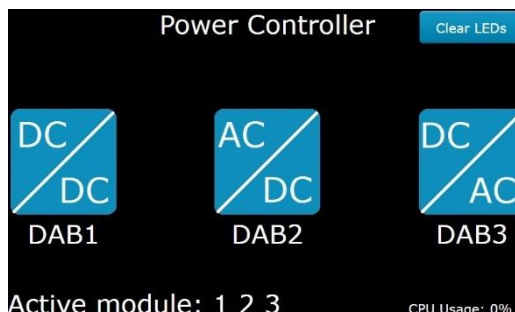 Power Controller
Clear LEDs
DC
DC
AC
DC
DC
AC
DAB1
DAB2
DAB3
Active module: 1 2 3
CPU Usage: 0%